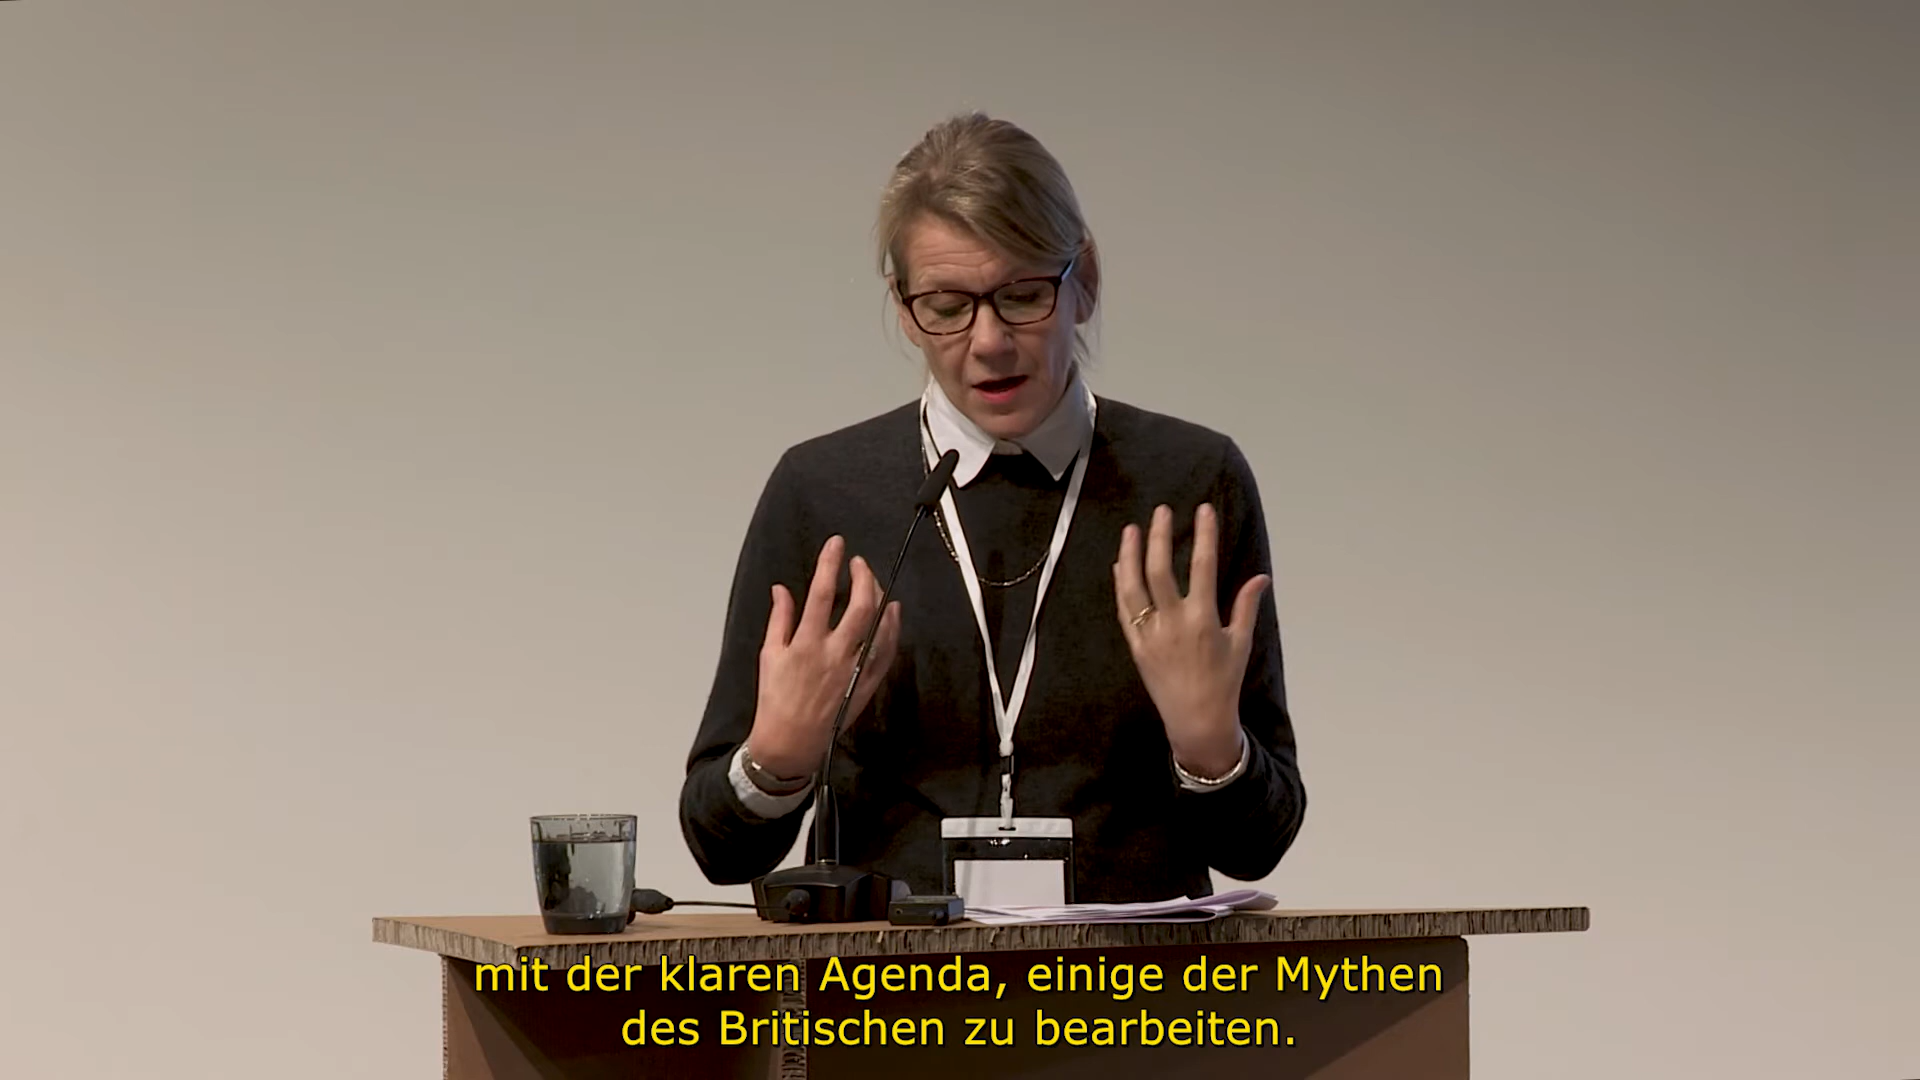 mit der klaren Agenda, einige der Mythen
des Britischen zu bearbeiten.